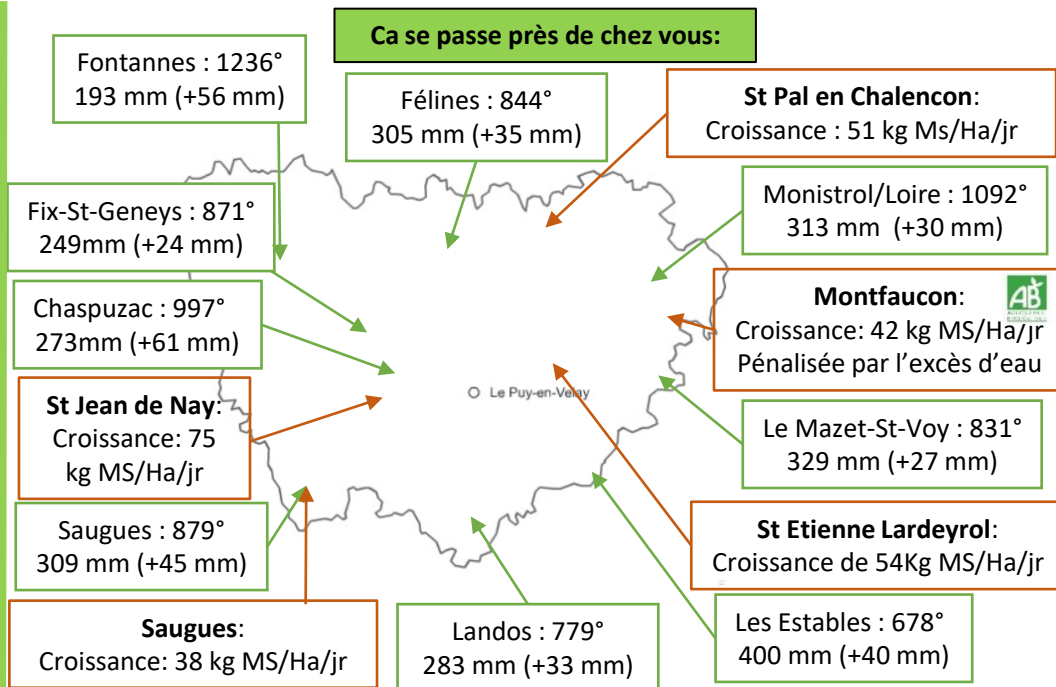 Ca se passe près de chez vous:
Fontannes : 1236°
193 mm (+56 mm)
Félines : 844°
305 mm (+35 mm)
St Pal en Chalencon:
Croissance : 51 kg Ms/Ha/jr
Fix-St-Geneys : 871°
249mm (+24 mm)
Monistrol/Loire : 1092°
313 mm (+30 mm)
Chaspuzac : 997°
273mm (+61 mm)
Montfaucon:
Croissance: 42 kg MS/Ha/jr
Pénalisée par l'excès d'eau
AB
Le Puy-en-Velay
St Jean de Nay:
Croissance: 75
kg MS/Ha/jr
Le Mazet-St-Voy : 831°
329 mm (+27 mm)
Saugues : 879°
309 mm (+45 mm)
St Etienne Lardeyrol:
Croissance de 54Kg MS/Ha/jr
Saugues:
Croissance: 38 kg MS/Ha/jr
Landos : 779°
283 mm (+33 mm)
Les Estables : 678°
400 mm (+40 mm)